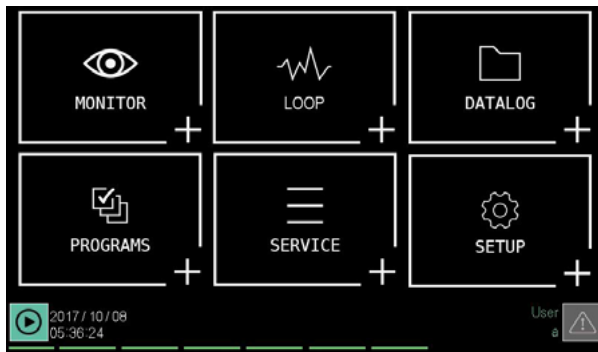 MONITOR
LOOP
DATALOG
PROGRAMS
SERVICE
SETUP
2017/10/08
05:36:24
User
a